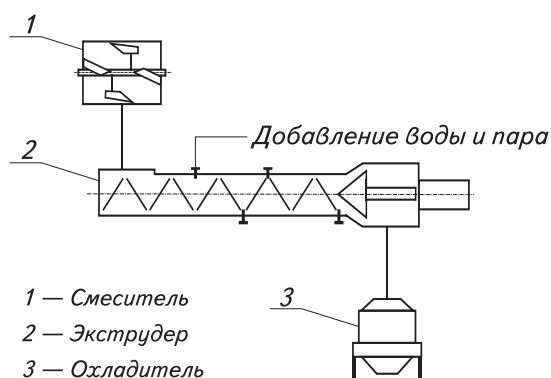 1
Добавление воды и пара
2
1 — Смеситель
2 — Экструдер
3 — Охладитель
3